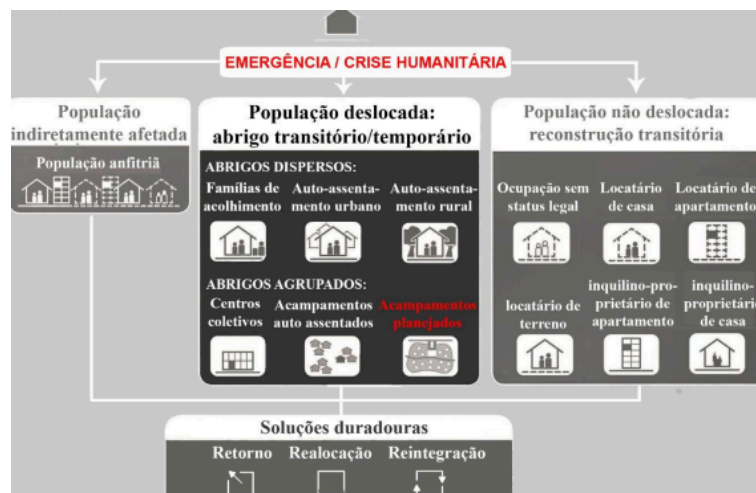 EMERGÊNCIA / CRISE HUMANITÁRIA
População
indiretamente afetada
População anfitriã
População deslocada:
abrigo transitório/temporário
ABRIGOS DISPERSOS:
Famílias de
acolhimento
Auto-assenta-
mento urbano
Auto-assenta-
mento rural
ABRIGOS AGRUPADOS:
Centros
coletivos
Acampamentos
auto assentados
Acampamentos
planejados
População não deslocada:
reconstrução transitória
Ocupação sem
status legal
Locatário
de casa
Locatário de
apartamento
locatário de
terreno
inquilino-pro-
prietário de
apartamento
inquilino-
proprietário
de casa
Soluções duradouras
Retorno
Realocação
Reintegração